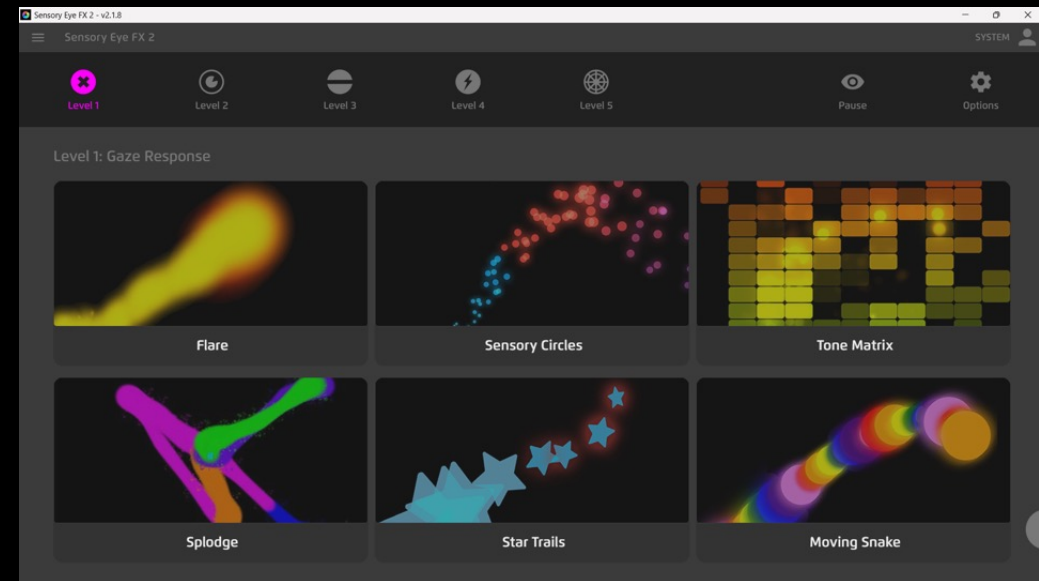 Sensory Eye FX 2 - v2.1.8
Sensory Eye FX 2
SYSTEM
Level 1
Level 2
Level 3
Level 4
Level 5
Pause
Options
Level 1: Gaze Response
Flare
Sensory Circles
Tone Matrix
Splodge
Star Trails
Moving Snake